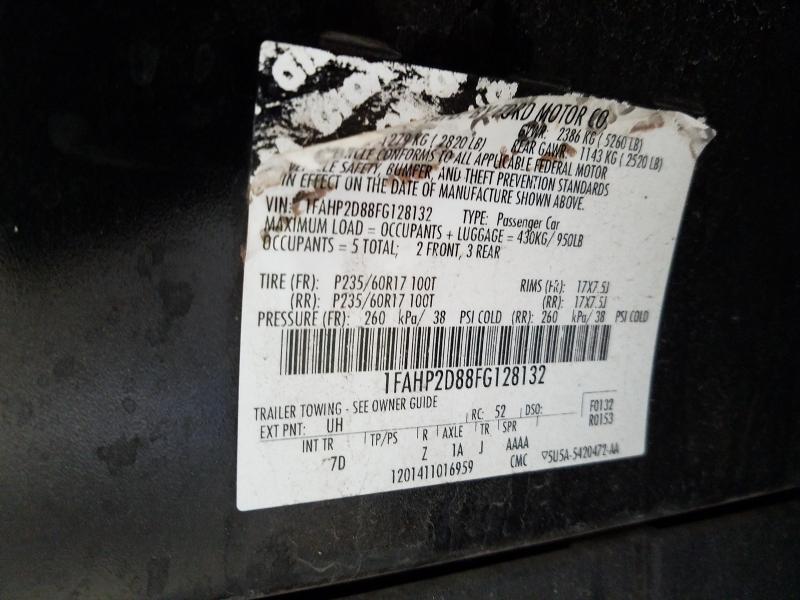 FORD MOTOR CO.
GVWR: 2386 KG ( 5260 LB)
1279 KG ( 2820 LB) REAR GAWR: 1143 KG ( 2520 LB)
CONFORMS TO ALL APPLICABLE FEDERAL MOTOR
SAFETY, BUMPER, AND THEFT PREVENTION STANDARDS
IN EFFECT ON THE DATE OF MANUFACTURE SHOWN ABOVE.
VIN: 1FAHP2D88FG128132 TYPE: Passenger Car
MAXIMUM LOAD = OCCUPANTS + LUGGAGE = 430KG/ 950LB
OCCUPANTS = 5 TOTAL; 2 FRONT, 3 REAR
TIRE (FR): P235/60R17 100T RIMS (FR): 17X7.5J
(RR): P235/60R17 100T (RR): 17X7.5J
PRESSURE (FR): 260 kPa/ 38 PSI COLD (RR): 260 kPa/ 38 PSI COLD
1FAHP2D88FG128132
TRAILER TOWING - SEE OWNER GUIDE
EXT PNT: UH RC: 52 DSO: F0132
R0153
INT TR TP/PS R AXLE TR SPR
7D Z 1A J AAAA
1201411016959 CMC ▽5U5A-5420472-AA